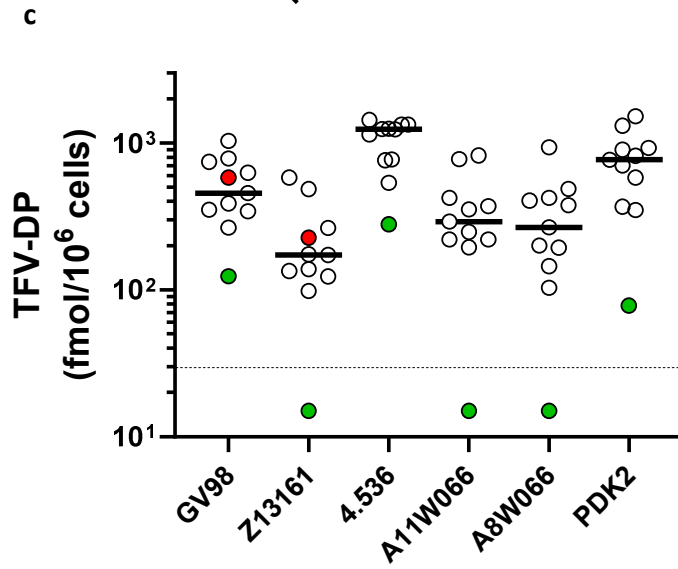 c
TFV-DP
(fmol/10⁶ cells)
10³
10²
10¹
GV98
Z13161
4.536
A11W066
A8W066
PDK2